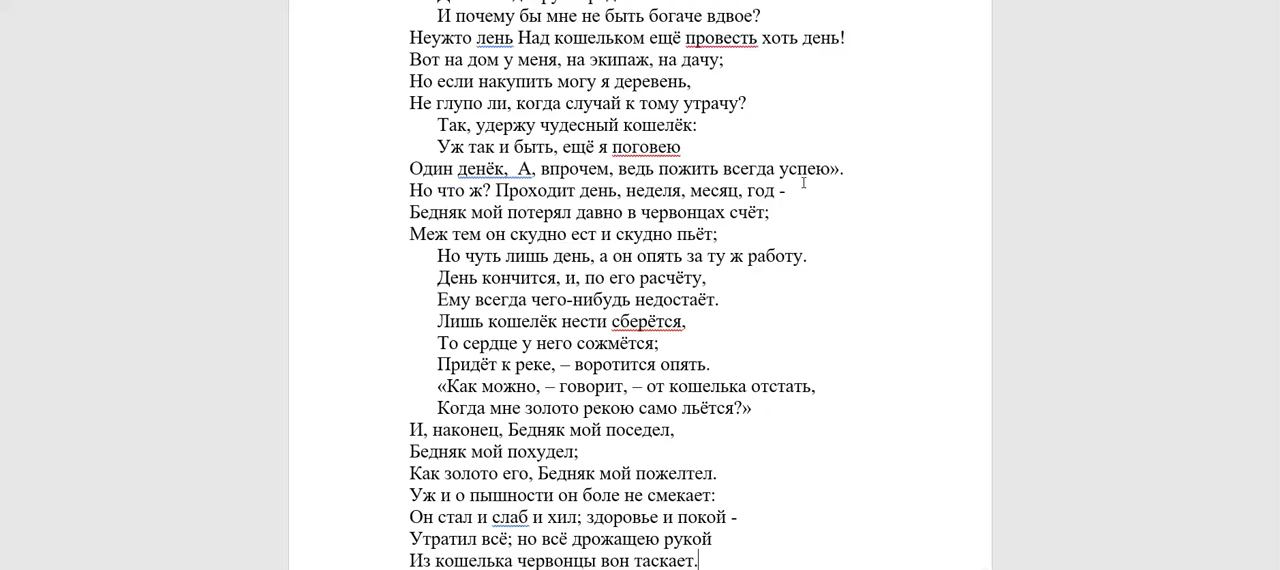 И почему бы мне не быть богаче вдвое?
Неужто лень Над кошельком ещё провесть хоть день!
Вот на дом у меня, на экипаж, на дачу;
Но если накупить могу я деревень,
Не глупо ли, когда случай к тому утрачу?
Так, удержу чудесный кошелёк:
Уж так и быть, ещё я поговею
Один денёк,  А, впрочем, ведь пожить всегда успею».
Но что ж? Проходит день, неделя, месяц, год -
Бедняк мой потерял давно в червонцах счёт;
Меж тем он скудно ест и скудно пьёт;
Но чуть лишь день, а он опять за ту ж работу.
День кончится, и, по его расчёту,
Ему всегда чего-нибудь недостаёт.
Лишь кошелёк нести сберётся,
То сердце у него сожмётся;
Придёт к реке, – воротится опять.
«Как можно, – говорит, – от кошелька отстать,
Когда мне золото рекою само льётся?»
И, наконец, Бедняк мой поседел,
Бедняк мой похудел;
Как золото его, Бедняк мой пожелтел.
Уж и о пышности он боле не смекает:
Он стал и слаб и хил; здоровье и покой -
Утратил всё; но всё дрожащею рукой
Из кошелька червонцы вон таскает.